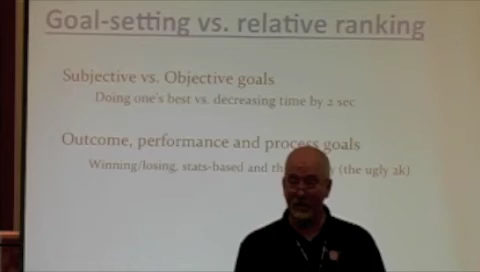 Goal-setting vs. relative ranking
Subjective vs. Objective goals
Doing one's best vs. decreasing time by 2 sec
Outcome, performance and process goals
Winning/losing, stats-based and (the ugly 2k)